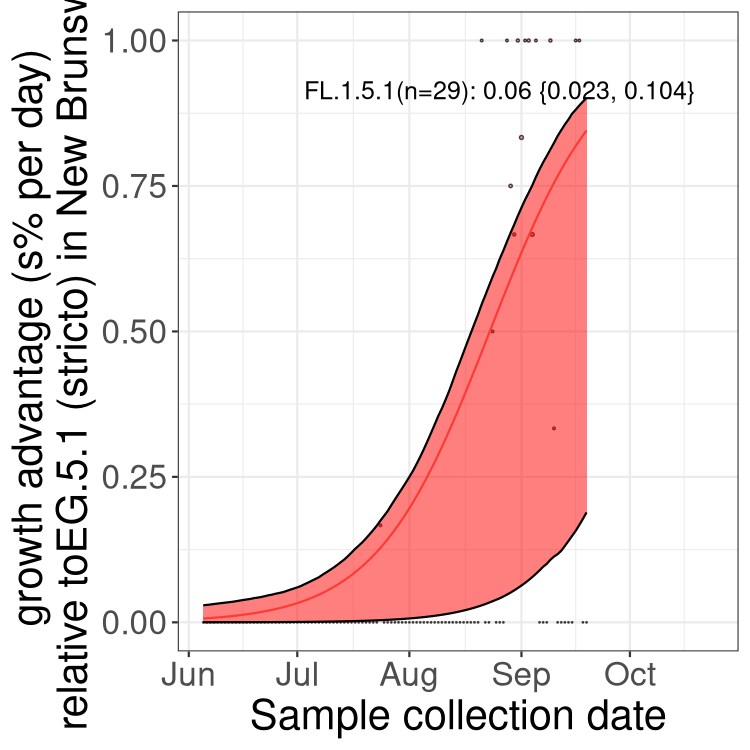 growth advantage (s% per day)
relative toEG.5.1 (stricto) in New Brunsw
1.00
0.75
0.50
0.25
0.00
FL.1.5.1(n=29): 0.06 {0.023, 0.104}
Jun Jul Aug Sep Oct
Sample collection date